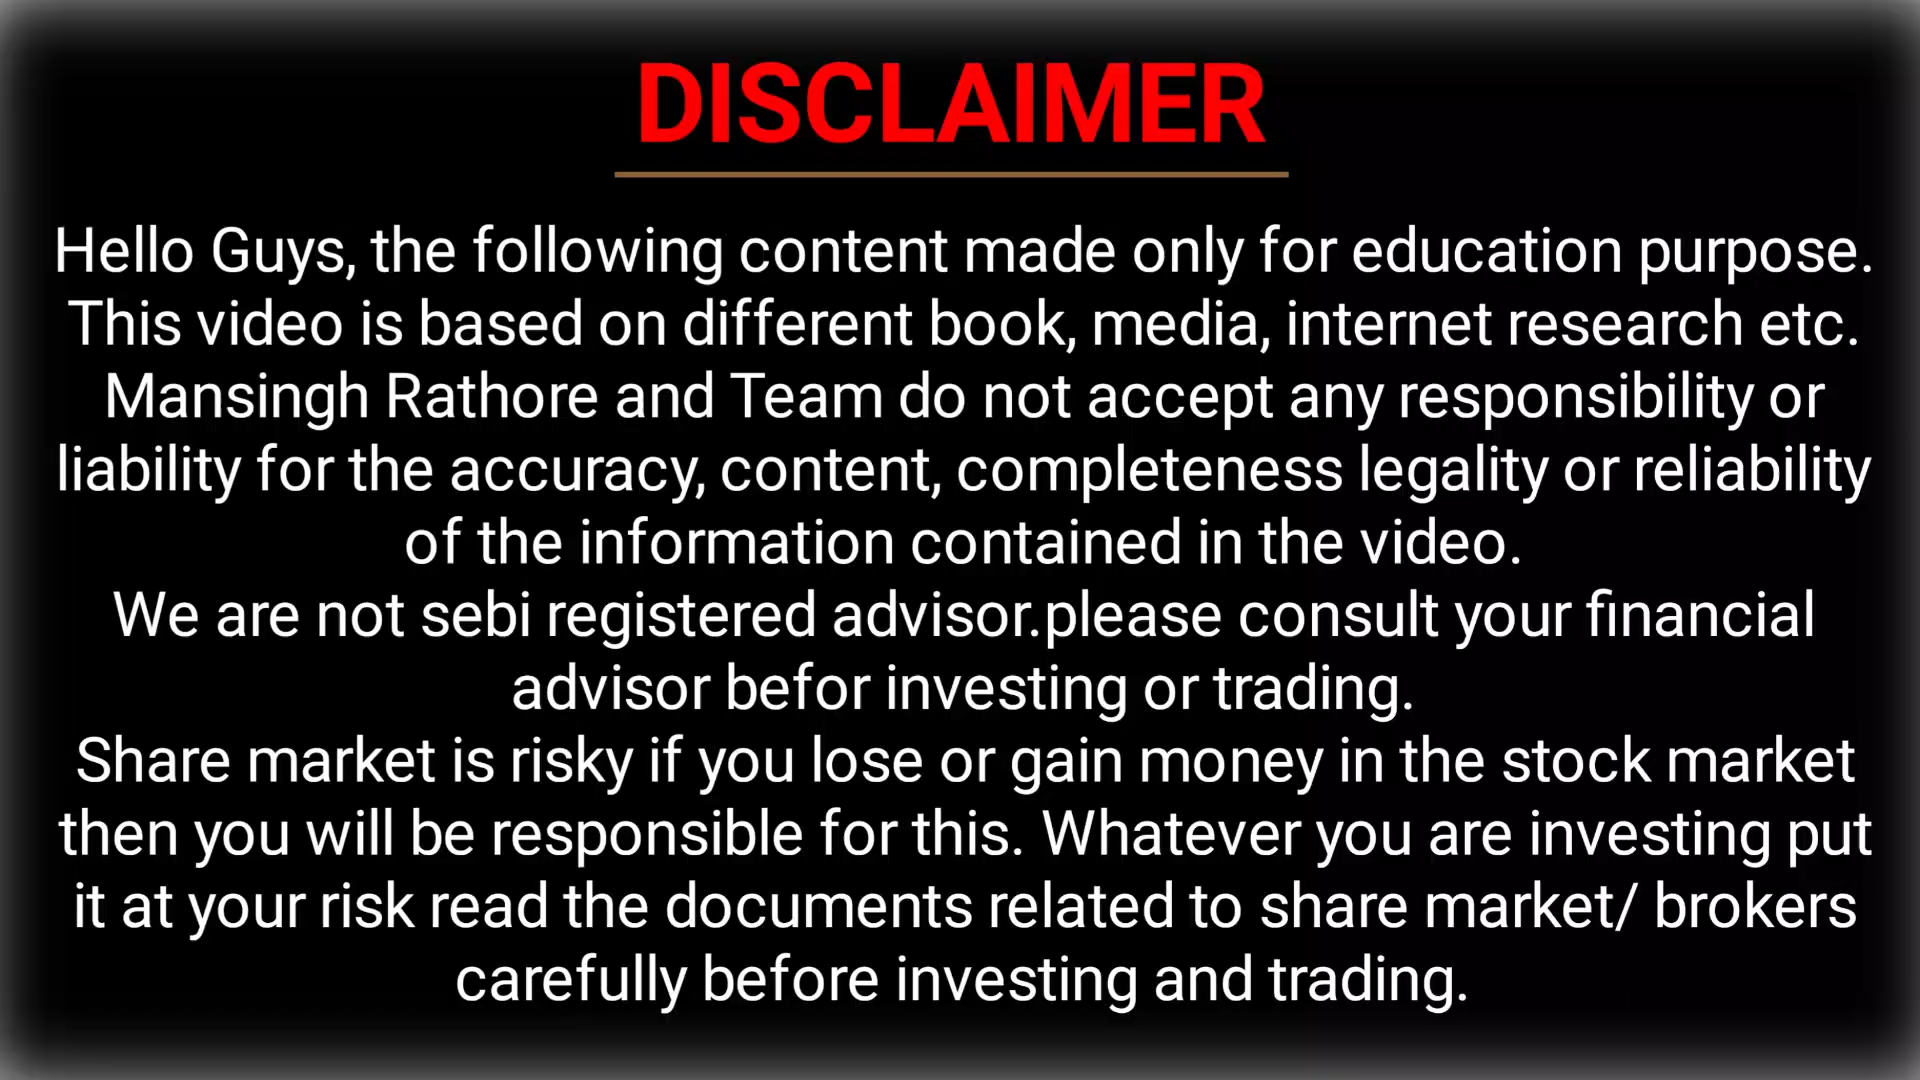 DISCLAIMER
Hello Guys, the following content made only for education purpose.
This video is based on different book, media, internet research etc.
Mansingh Rathore and Team do not accept any responsibility or
liability for the accuracy, content, completeness legality or reliability
of the information contained in the video.
We are not sebi registered advisor.please consult your financial
advisor befor investing or trading.
Share market is risky if you lose or gain money in the stock market
then you will be responsible for this. Whatever you are investing put
it at your risk read the documents related to share market/ brokers
carefully before investing and trading.